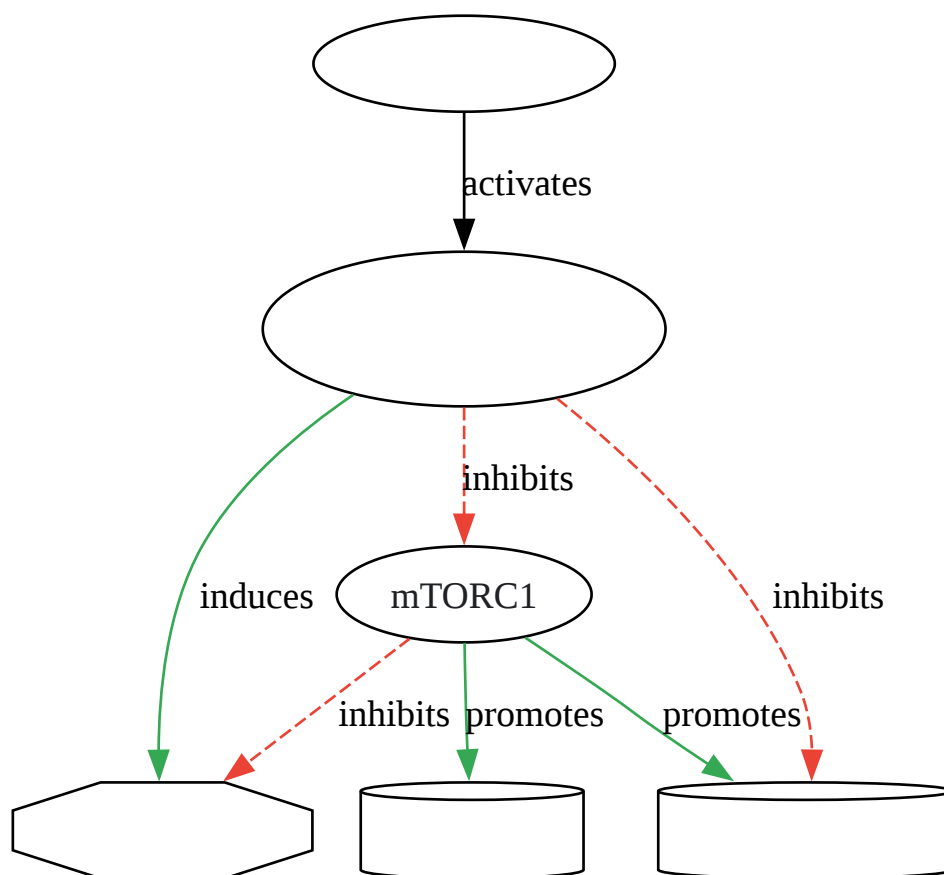 activates
inhibits
induces
mTORC1
inhibits
inhibits
promotes
promotes